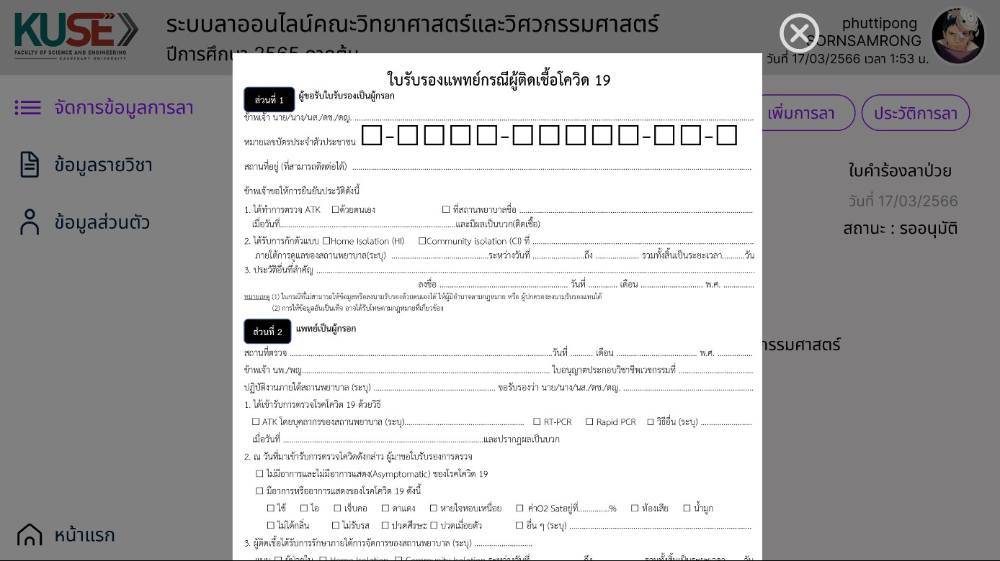 KUSE
FACULTY OF SCIENCE AND ENGINEERING
KASETSART UNIVERSITY
ระบบลาออนไลน์คณะวิทยาศาสตร์และวิศวกรรมศาสตร์
ปีการศึกษา 2565 ภาคต้น
phuttipong
SORNSAMRONG
วันที่ 17/03/2566 เวลา 1:53 น.
จัดการข้อมูลการลา
ข้อมูลรายวิชา
ข้อมูลส่วนตัว
หน้าแรก
เพิ่มการลา
ประวัติการลา
ใบคำร้องลาป่วย
วันที่ 17/03/2566
สถานะ : รออนุมัติ
กรรมศาสตร์
ใบรับรองแพทย์กรณีผู้ติดเชื้อโควิด 19
ส่วนที่ 1 ผู้ขอรับใบรับรองเป็นผู้กรอก
ข้าพเจ้า นาย/นาง/นส./ดช./ดญ. ........................
หมายเลขบัตรประจำตัวประชาชน ☐-☐☐☐☐-☐☐☐☐☐-☐☐-☐
สถานที่อยู่ (ที่สามารถติดต่อได้) ........................
ข้าพเจ้าขอให้การยืนยันประวัติดังนี้
1. ได้ทำการตรวจ ATK ☐ด้วยตนเอง ☐ ที่สถานพยาบาลชื่อ ........................
เมื่อวันที่........................และมีผลเป็นบวก(ติดเชื้อ)
2. ได้รับการกักตัวแบบ ☐Home Isolation (HI) ☐Community isolation (CI) ที่ ........................
ภายใต้การดูแลของสถานพยาบาล(ระบุ) ........................ระหว่างวันที่ ................ถึง ............ รวมทั้งสิ้นเป็นระยะเวลา..........วัน
3. ประวัติอื่นที่สำคัญ ........................
ลงชื่อ ........................ วันที่ ............ เดือน ................ พ.ศ. ............
หมายเหตุ (1) ในกรณีที่ไม่สามารถให้ข้อมูลหรือลงนามรับรองด้วยตนเองได้ ให้ผู้มีอำนาจตามกฎหมาย หรือ ผู้ปกครองลงนามรับรองแทนได้
(2) การให้ข้อมูลอันเป็นเท็จ อาจได้รับโทษตามกฎหมายที่เกี่ยวข้อง
ส่วนที่ 2 แพทย์เป็นผู้กรอก
สถานที่ตรวจ ........................วันที่ .......... เดือน ................ พ.ศ. ............
ข้าพเจ้า นพ./พญ........................ ใบอนุญาตประกอบวิชาชีพเวชกรรมที่ ........................
ปฏิบัติงานภายใต้สถานพยาบาล (ระบุ) ........................ ขอรับรองว่า นาย/นาง/นส./ดช./ดญ. ........................
1. ได้เข้ารับการตรวจโรคโควิด 19 ด้วยวิธี
☐ ATK โดยบุคลากรของสถานพยาบาล (ระบุ)........................ ☐ RT-PCR ☐ Rapid PCR ☐ วิธีอื่น (ระบุ) ................
เมื่อวันที่ ........................และปรากฏผลเป็นบวก
2. ณ วันที่มาเข้ารับการตรวจโควิดดังกล่าว ผู้มาขอใบรับรองการตรวจ
☐ ไม่มีอาการและไม่มีอาการแสดง(Asymptomatic) ของโรคโควิด 19
☐ มีอาการหรืออาการแสดงของโรคโควิด 19 ดังนี้
☐ ไข้ ☐ ไอ ☐ เจ็บคอ ☐ ตาแดง ☐ หายใจหอบเหนื่อย ☐ ค่าO2 Satอยู่ที่............% ☐ ท้องเสีย ☐ น้ำมูก
☐ ไม่ได้กลิ่น ☐ ไม่รับรส ☐ ปวดศีรษะ ☐ ปวดเมื่อยตัว ☐ อื่น ๆ (ระบุ) ........................
3. ผู้ติดเชื้อได้รับการรักษาภายใต้การจัดการของสถานพยาบาล (ระบุ) ........................
แบบ ☐ ผู้ป่วยใน ☐ Home Isolation ☐ Community Isolation ระหว่างวันที่ ................ถึง ................ รวมทั้งสิ้นเป็นระยะเวลา........วัน